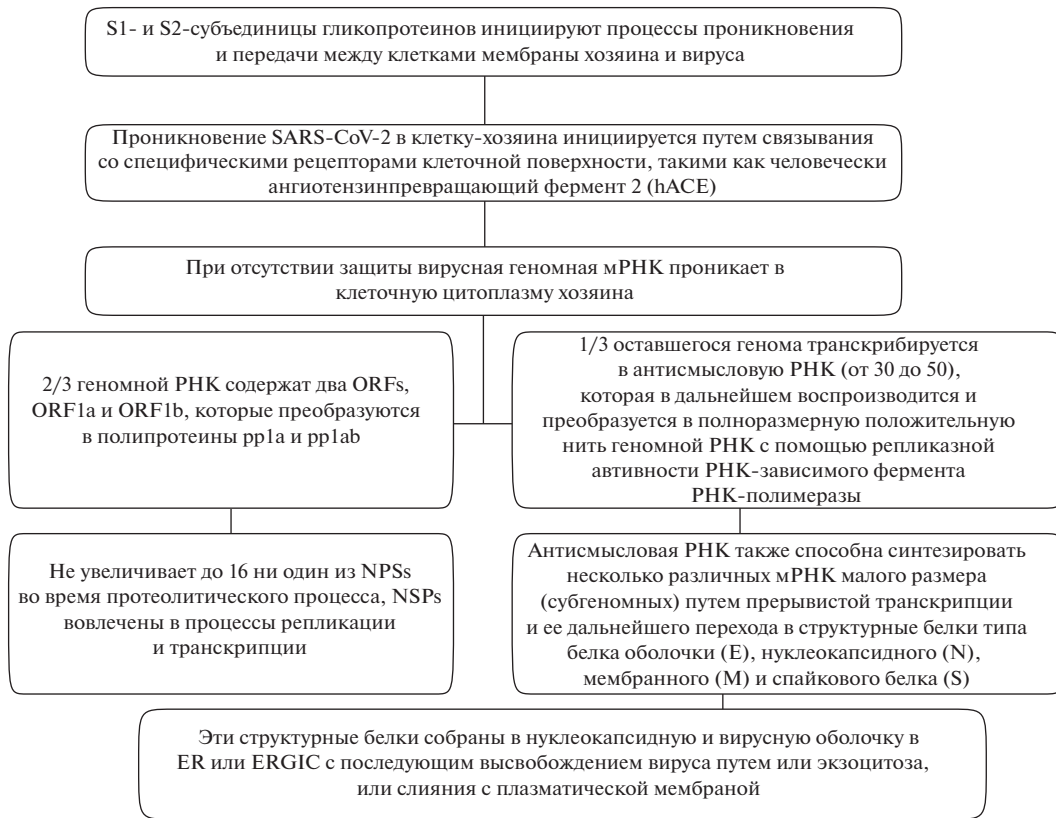 S1- и S2-субъединицы гликопротеинов инициируют процессы проникновения
и передачи между клетками мембраны хозяина и вируса
Проникновение SARS-CoV-2 в клетку-хозяина инициируется путем связывания
со специфическими рецепторами клеточной поверхности, такими как человечески
ангиотензинпревращающий фермент 2 (hACE)
При отсутствии защиты вирусная геномная мРНК проникает в
клеточную цитоплазму хозяина
2/3 геномной РНК содержат два ORFs,
ORF1a и ORF1b, которые преобразуются
в полипротеины pp1a и pp1ab
1/3 оставшегося генома транскрибируется
в антисмысловую РНК (от 30 до 50),
которая в дальнейшем воспроизводится и
преобразуется в полноразмерную положительную
нить геномной РНК с помощью репликазной
автивности РНК-зависимого фермента
РНК-полимеразы
Не увеличивает до 16 ни один из NPSs
во время протеолитического процесса, NSPs
вовлечены в процессы репликации
и транскрипции
Антисмысловая РНК также способна синтезировать
несколько различных мРНК малого размера
(субгеномных) путем прерывистой транскрипции
и ее дальнейшего перехода в структурные белки типа
белка оболочки (E), нуклеокапсидного (N),
мембранного (M) и спайкового белка (S)
Эти структурные белки собраны в нуклеокапсидную и вирусную оболочку в
ER или ERGIC с последующим высвобождением вируса путем или экзоцитоза,
или слияния с плазматической мембраной